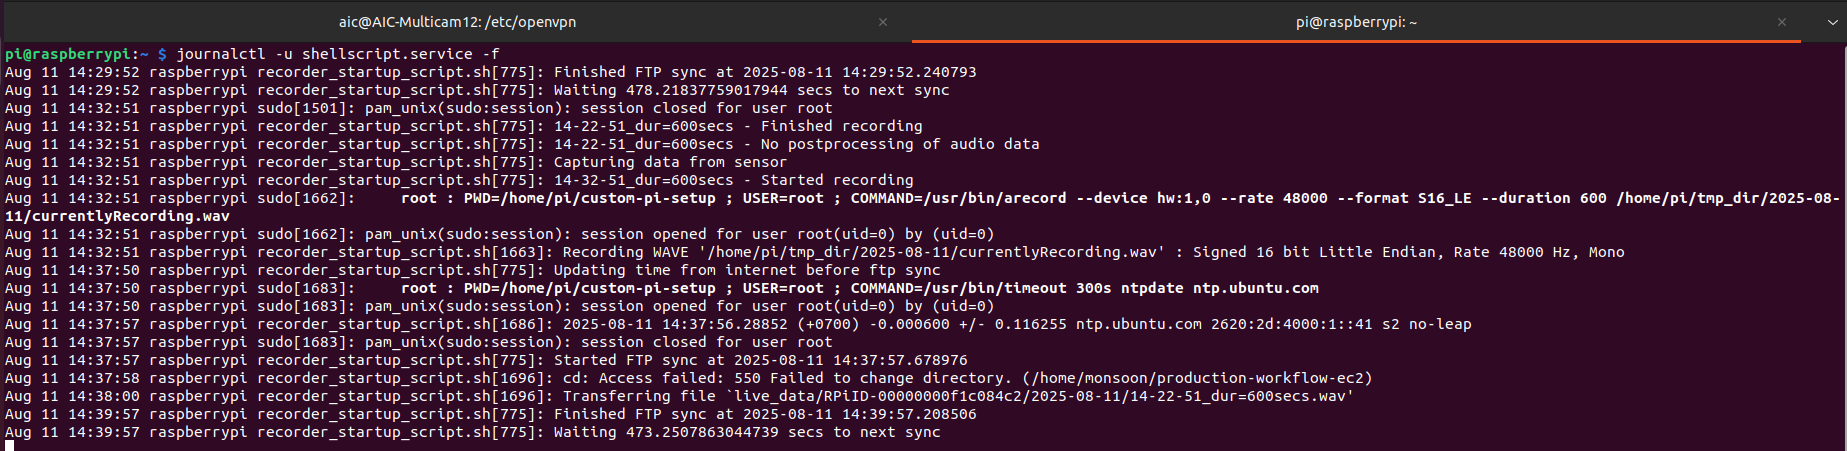 aic@AIC-Multicam12: /etc/openvpn
pi@raspberrypi: ~
pi@raspberrypi:~ $ journalctl -u shellscript.service -f
Aug 11 14:29:52 raspberrypi recorder_startup_script.sh[775]: Finished FTP sync at 2025-08-11 14:29:52.240793
Aug 11 14:29:52 raspberrypi recorder_startup_script.sh[775]: Waiting 478.21837759017944 secs to next sync
Aug 11 14:32:51 raspberrypi sudo[1501]: pam_unix(sudo:session): session closed for user root
Aug 11 14:32:51 raspberrypi recorder_startup_script.sh[775]: 14-22-51_dur=600secs - Finished recording
Aug 11 14:32:51 raspberrypi recorder_startup_script.sh[775]: 14-22-51_dur=600secs - No postprocessing of audio data
Aug 11 14:32:51 raspberrypi recorder_startup_script.sh[775]: Capturing data from sensor
Aug 11 14:32:51 raspberrypi recorder_startup_script.sh[775]: 14-32-51_dur=600secs - Started recording
Aug 11 14:32:51 raspberrypi sudo[1662]:     root : PWD=/home/pi/custom-pi-setup ; USER=root ; COMMAND=/usr/bin/arecord --device hw:1,0 --rate 48000 --format S16_LE --duration 600 /home/pi/tmp_dir/2025-08-
11/currentlyRecording.wav
Aug 11 14:32:51 raspberrypi sudo[1662]: pam_unix(sudo:session): session opened for user root(uid=0) by (uid=0)
Aug 11 14:32:51 raspberrypi recorder_startup_script.sh[1663]: Recording WAVE '/home/pi/tmp_dir/2025-08-11/currentlyRecording.wav' : Signed 16 bit Little Endian, Rate 48000 Hz, Mono
Aug 11 14:37:50 raspberrypi recorder_startup_script.sh[775]: Updating time from internet before ftp sync
Aug 11 14:37:50 raspberrypi sudo[1683]:     root : PWD=/home/pi/custom-pi-setup ; USER=root ; COMMAND=/usr/bin/timeout 300s ntpdate ntp.ubuntu.com
Aug 11 14:37:50 raspberrypi sudo[1683]: pam_unix(sudo:session): session opened for user root(uid=0) by (uid=0)
Aug 11 14:37:57 raspberrypi recorder_startup_script.sh[1686]: 2025-08-11 14:37:56.28852 (+0700) -0.000600 +/- 0.116255 ntp.ubuntu.com 2620:2d:4000:1::41 s2 no-leap
Aug 11 14:37:57 raspberrypi sudo[1683]: pam_unix(sudo:session): session closed for user root
Aug 11 14:37:57 raspberrypi recorder_startup_script.sh[775]: Started FTP sync at 2025-08-11 14:37:57.678976
Aug 11 14:37:58 raspberrypi recorder_startup_script.sh[1696]: cd: Access failed: 550 Failed to change directory. (/home/monsoon/production-workflow-ec2)
Aug 11 14:38:00 raspberrypi recorder_startup_script.sh[1696]: Transferring file `live_data/RPiID-00000000f1c084c2/2025-08-11/14-22-51_dur=600secs.wav'
Aug 11 14:39:57 raspberrypi recorder_startup_script.sh[775]: Finished FTP sync at 2025-08-11 14:39:57.208506
Aug 11 14:39:57 raspberrypi recorder_startup_script.sh[775]: Waiting 473.2507863044739 secs to next sync